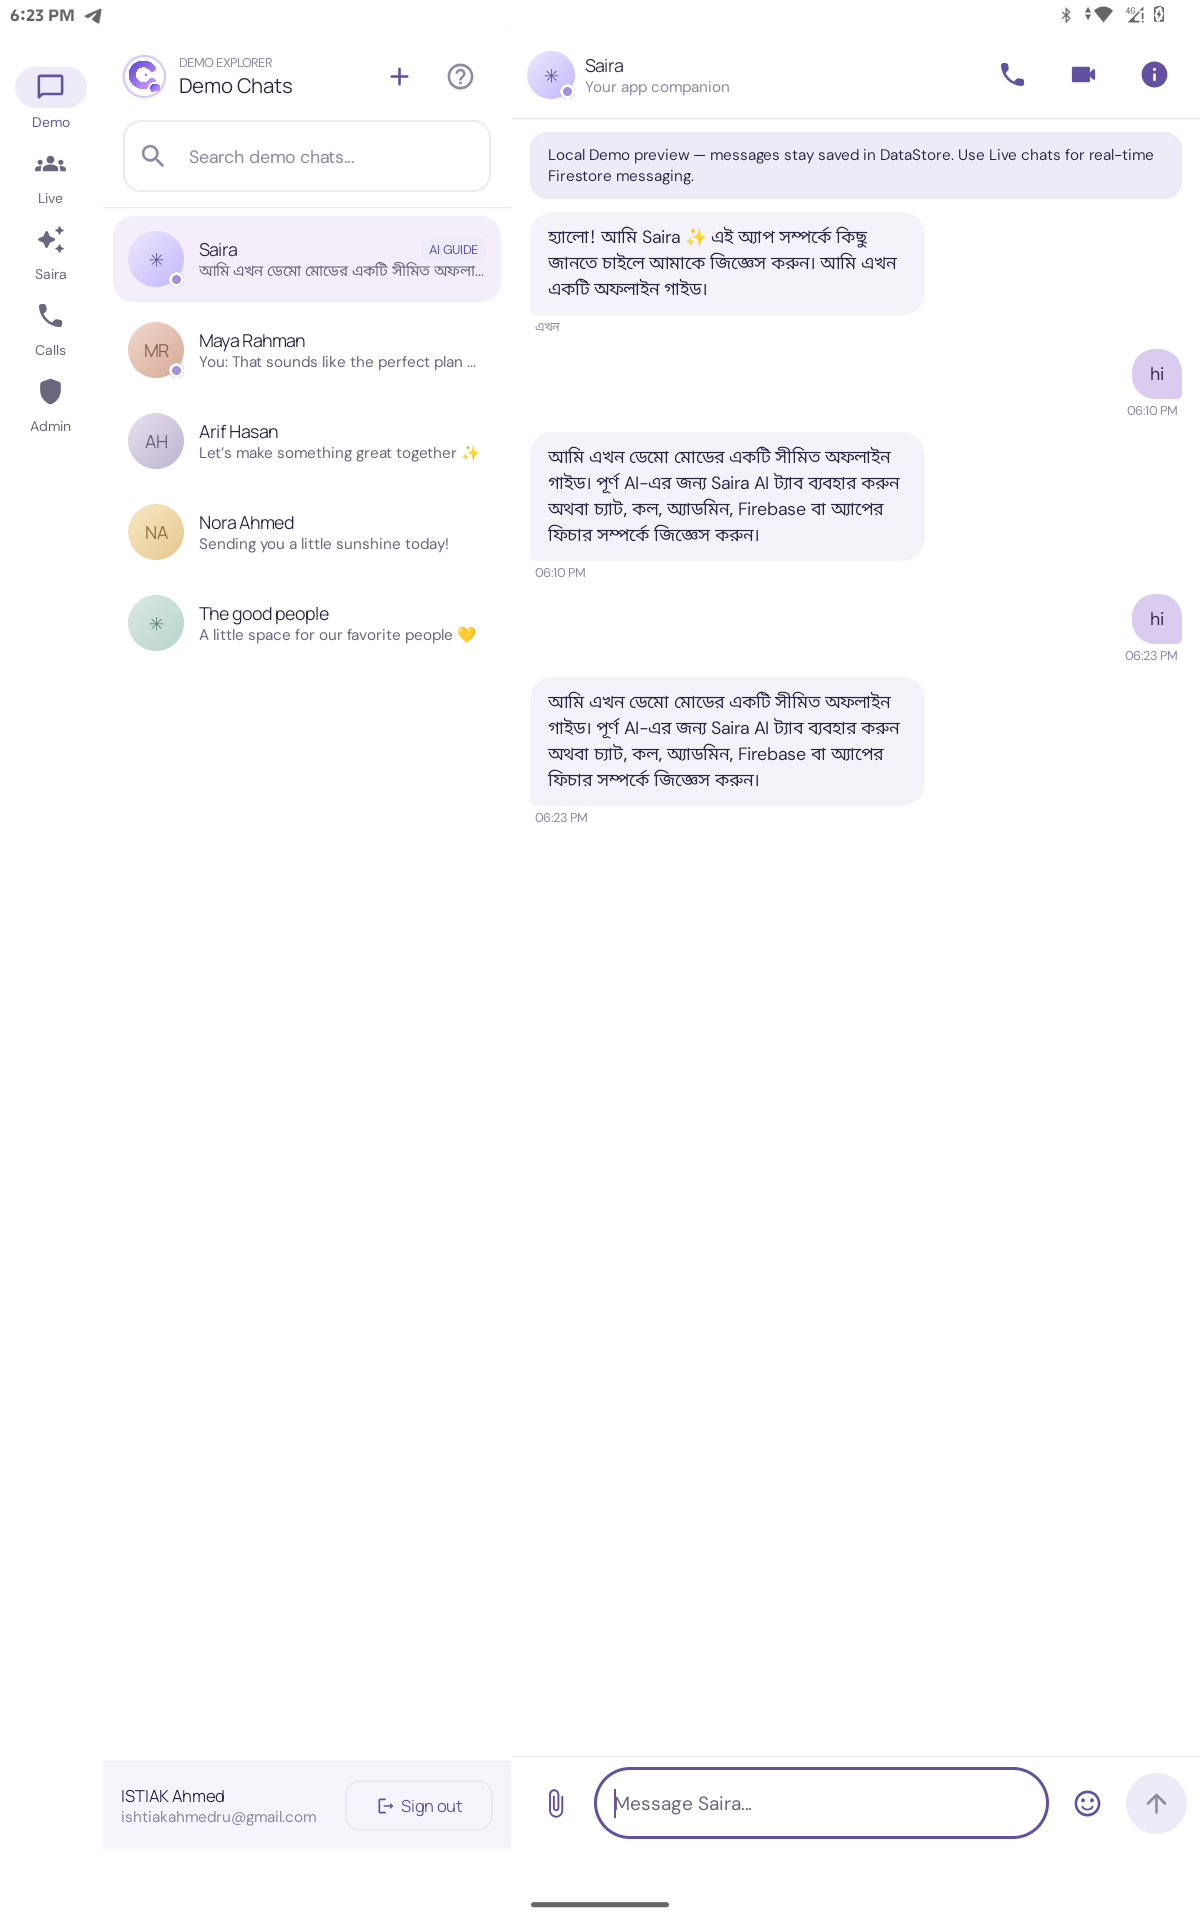 6:23 PM
4G
Demo
Live
Saira
Calls
Admin
DEMO EXPLORER
Demo Chats
Search demo chats...
Saira
AI GUIDE
আমি এখন ডেমো মোডের একটি সীমিত অফলা...
MR
Maya Rahman
You: That sounds like the perfect plan ...
AH
Arif Hasan
Let's make something great together ✨
NA
Nora Ahmed
Sending you a little sunshine today!
The good people
A little space for our favorite people 💛
ISTIAK Ahmed
ishtiakahmedru@gmail.com
Sign out
Saira
Your app companion
Local Demo preview — messages stay saved in DataStore. Use Live chats for real-time
Firestore messaging.
হ্যালো! আমি Saira ✨ এই অ্যাপ সম্পর্কে কিছু
জানতে চাইলে আমাকে জিজ্ঞেস করুন। আমি এখন
একটি অফলাইন গাইড।
এখন
hi
06:10 PM
আমি এখন ডেমো মোডের একটি সীমিত অফলাইন
গাইড। পূর্ণ AI-এর জন্য Saira AI ট্যাব ব্যবহার করুন
অথবা চ্যাট, কল, অ্যাডমিন, Firebase বা অ্যাপের
ফিচার সম্পর্কে জিজ্ঞেস করুন।
06:10 PM
hi
06:23 PM
আমি এখন ডেমো মোডের একটি সীমিত অফলাইন
গাইড। পূর্ণ AI-এর জন্য Saira AI ট্যাব ব্যবহার করুন
অথবা চ্যাট, কল, অ্যাডমিন, Firebase বা অ্যাপের
ফিচার সম্পর্কে জিজ্ঞেস করুন।
06:23 PM
Message Saira...